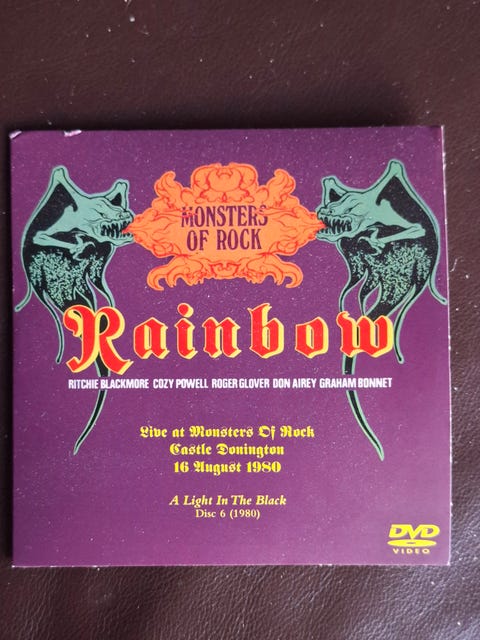 MONSTERS
OF ROCK
Rainbow
RITCHIE BLACKMORE COZY POWELL ROGER GLOVER DON AIREY GRAHAM BONNET
Live at Monsters Of Rock
Castle Donington
16 August 1980
A Light In The Black
Disc 6 (1980)
DVD
VIDEO